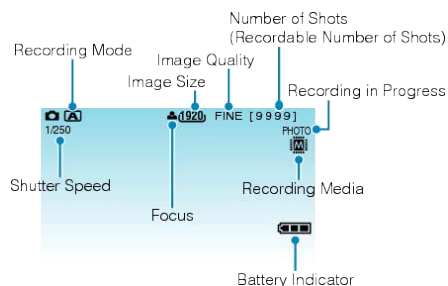 Number of Shots
(Recordable Number of Shots)
Recording Mode
Image Quality
Image Size
Recording in Progress
A
1920
FINE [9999]
1/250
PHOTO
M
Shutter Speed
Recording Media
Focus
Battery Indicator